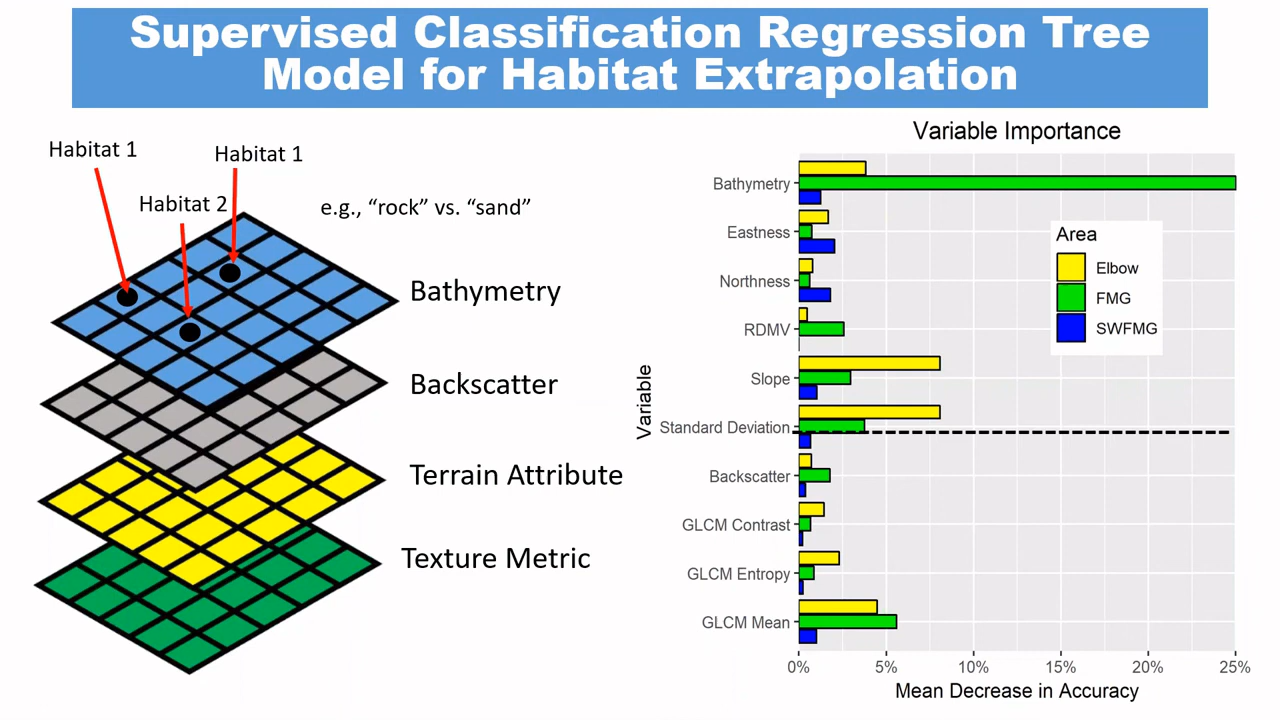 Supervised Classification Regression Tree
Model for Habitat Extrapolation
Habitat 1
Habitat 1
Habitat 2
e.g., “rock” vs. “sand”
Bathymetry
Backscatter
Terrain Attribute
Texture Metric
Variable Importance
Variable
Bathymetry
Eastness
Northness
RDMV
Slope
Standard Deviation
Backscatter
GLCM Contrast
GLCM Entropy
GLCM Mean
Area
Elbow
FMG
SWFMG
0% 5% 10% 15% 20% 25%
Mean Decrease in Accuracy